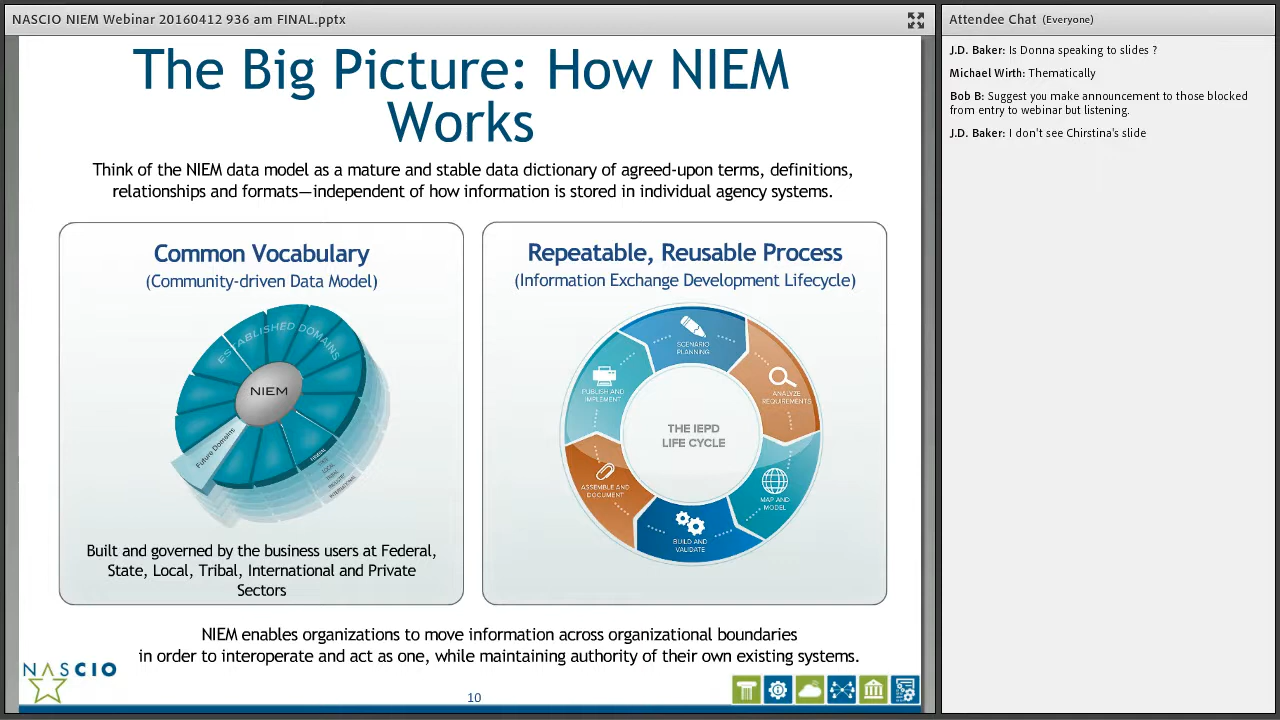 NASCIO NIEM Webinar 20160412 936 am FINAL.pptx
The Big Picture: How NIEM
Works
Think of the NIEM data model as a mature and stable data dictionary of agreed-upon terms, definitions,
relationships and formats—independent of how information is stored in individual agency systems.
Common Vocabulary
(Community-driven Data Model)
ESTABLISHED DOMAINS
NIEM
Future Domains
FEDERAL
STATE
LOCAL
TRIBAL
PRIVATE
INTERNATIONAL
Built and governed by the business users at Federal,
State, Local, Tribal, International and Private
Sectors
Repeatable, Reusable Process
(Information Exchange Development Lifecycle)
SCENARIO
PLANNING
ANALYZE
REQUIREMENTS
MAP AND
MODEL
BUILD AND
VALIDATE
ASSEMBLE AND
DOCUMENT
PUBLISH AND
IMPLEMENT
THE IEPD
LIFE CYCLE
NIEM enables organizations to move information across organizational boundaries
in order to interoperate and act as one, while maintaining authority of their own existing systems.
NASCIO
10
Attendee Chat (Everyone)
J.D. Baker: Is Donna speaking to slides ?
Michael Wirth: Thematically
Bob B: Suggest you make announcement to those blocked
from entry to webinar but listening.
J.D. Baker: I don't see Chirstina's slide